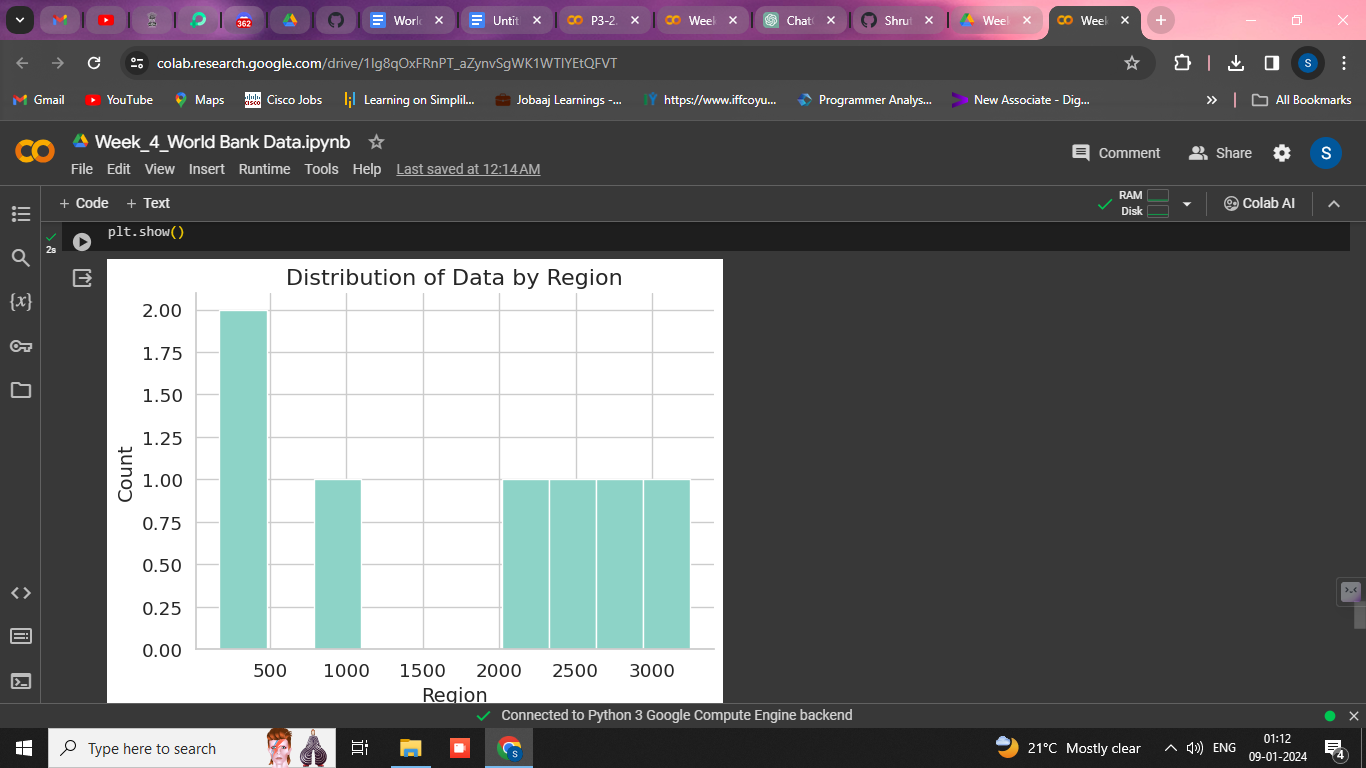 362
Worl
Untit
P3-2.
Weel
Chat
Shrut
Weel
Weel
colab.research.google.com/drive/1Ig8qOxFRnPT_aZynvSgWK1WTlYEtQFVT
S
Gmail
YouTube
Maps
Cisco Jobs
Learning on Simplil...
Jobaaj Learnings -...
https://www.iffcoyu...
Programmer Analys...
New Associate - Dig...
»
All Bookmarks
Week_4_World Bank Data.ipynb
File Edit View Insert Runtime Tools Help Last saved at 12:14 AM
Comment
Share
S
+ Code + Text
RAM
Disk
Colab AI
2s
plt.show()
{x}
Distribution of Data by Region
Count
2.00
1.75
1.50
1.25
1.00
0.75
0.50
0.25
0.00
500 1000 1500 2000 2500 3000
Region
Connected to Python 3 Google Compute Engine backend
Type here to search
21°C Mostly clear
ENG
01:12
09-01-2024
4